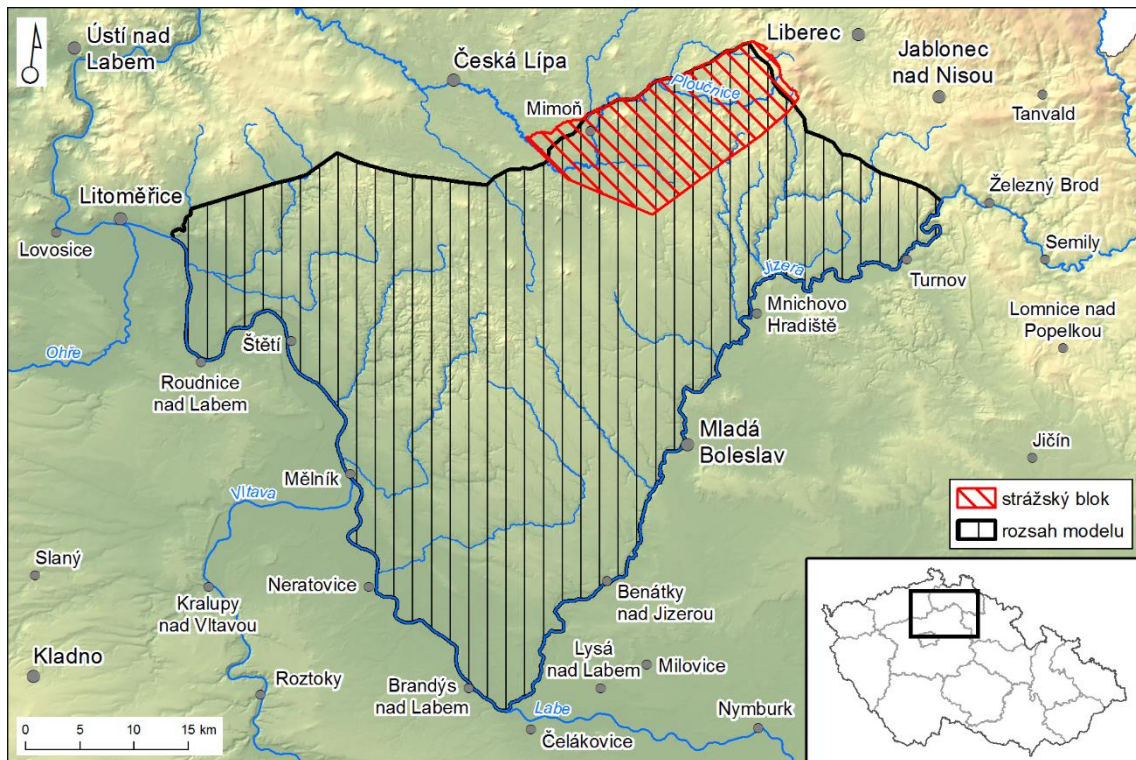 Ústí nad
Labem
Česká Lípa
Liberec
Jablonec
nad Nisou
Tanvald
Ploučnice
Mimoň
Litoměřice
Lovosice
Železný Brod
Semily
Turnov
Jizera
Mnichovo
Hradiště
Lomnice nad
Popelkou
Ohře
Štětí
Roudnice
nad Labem
Mladá
Boleslav
Jičín
Mělník
Vltava
strážský blok
rozsah modelu
Slaný
Kralupy
nad Vltavou
Neratovice
Benátky
nad Jizerou
Kladno
Roztoky
Brandýs
nad Labem
Lysá
nad Labem
Milovice
Labe
Nymburk
Čelákovice
0 5 10 15 km